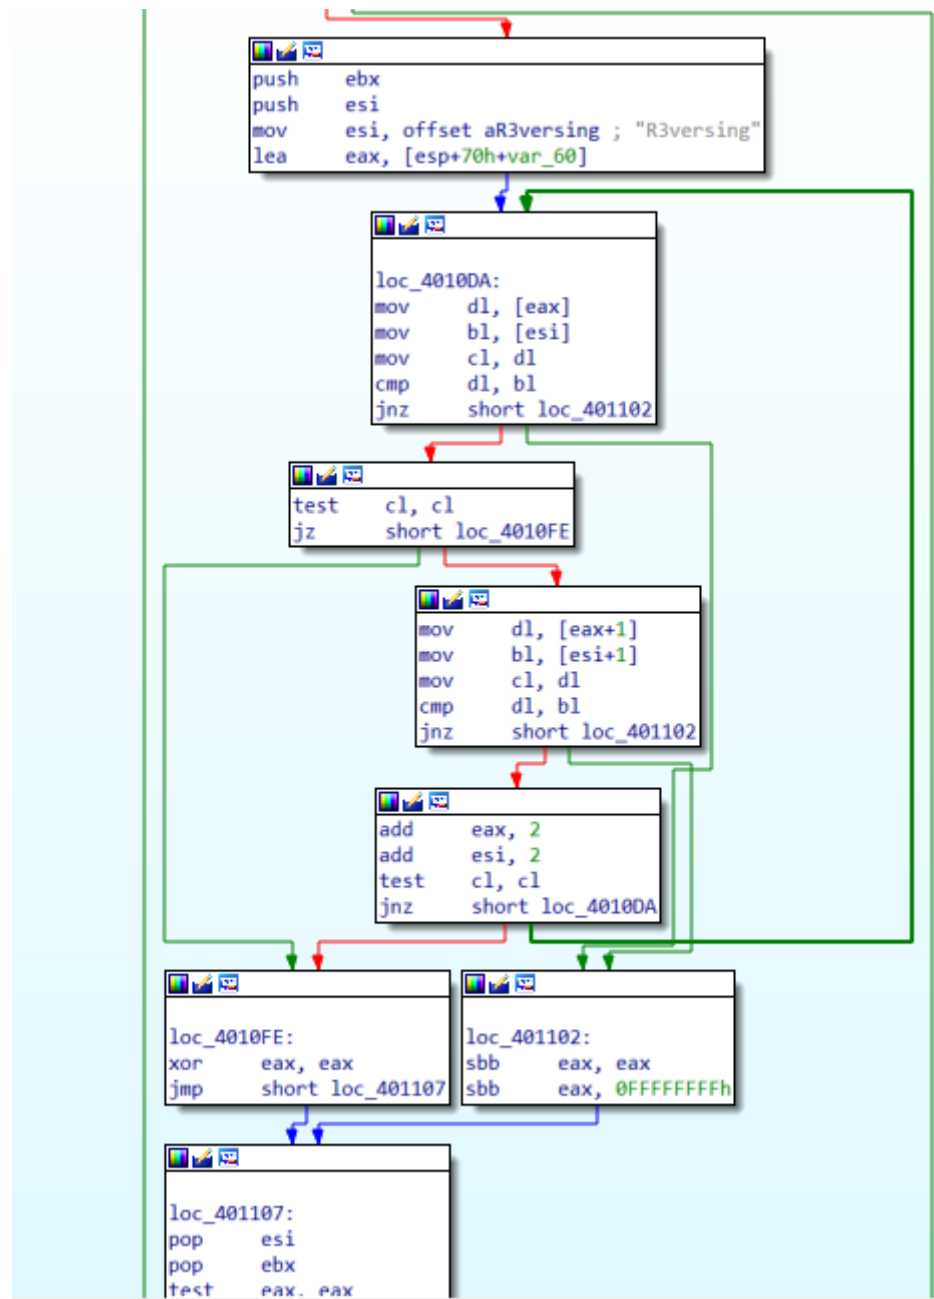 push ebx
push esi
mov esi, offset aR3versing ; "R3versing"
lea eax, [esp+70h+var_60]
loc_4010DA:
mov dl, [eax]
mov bl, [esi]
mov cl, dl
cmp dl, bl
jnz short loc_401102
test cl, cl
jz short loc_4010FE
mov dl, [eax+1]
mov bl, [esi+1]
mov cl, dl
cmp dl, bl
jnz short loc_401102
add eax, 2
add esi, 2
test cl, cl
jnz short loc_4010DA
loc_4010FE:
xor eax, eax
jmp short loc_401107
loc_401102:
sbb eax, eax
sbb eax, 0FFFFFFFFh
loc_401107:
pop esi
pop ebx
test eax, eax